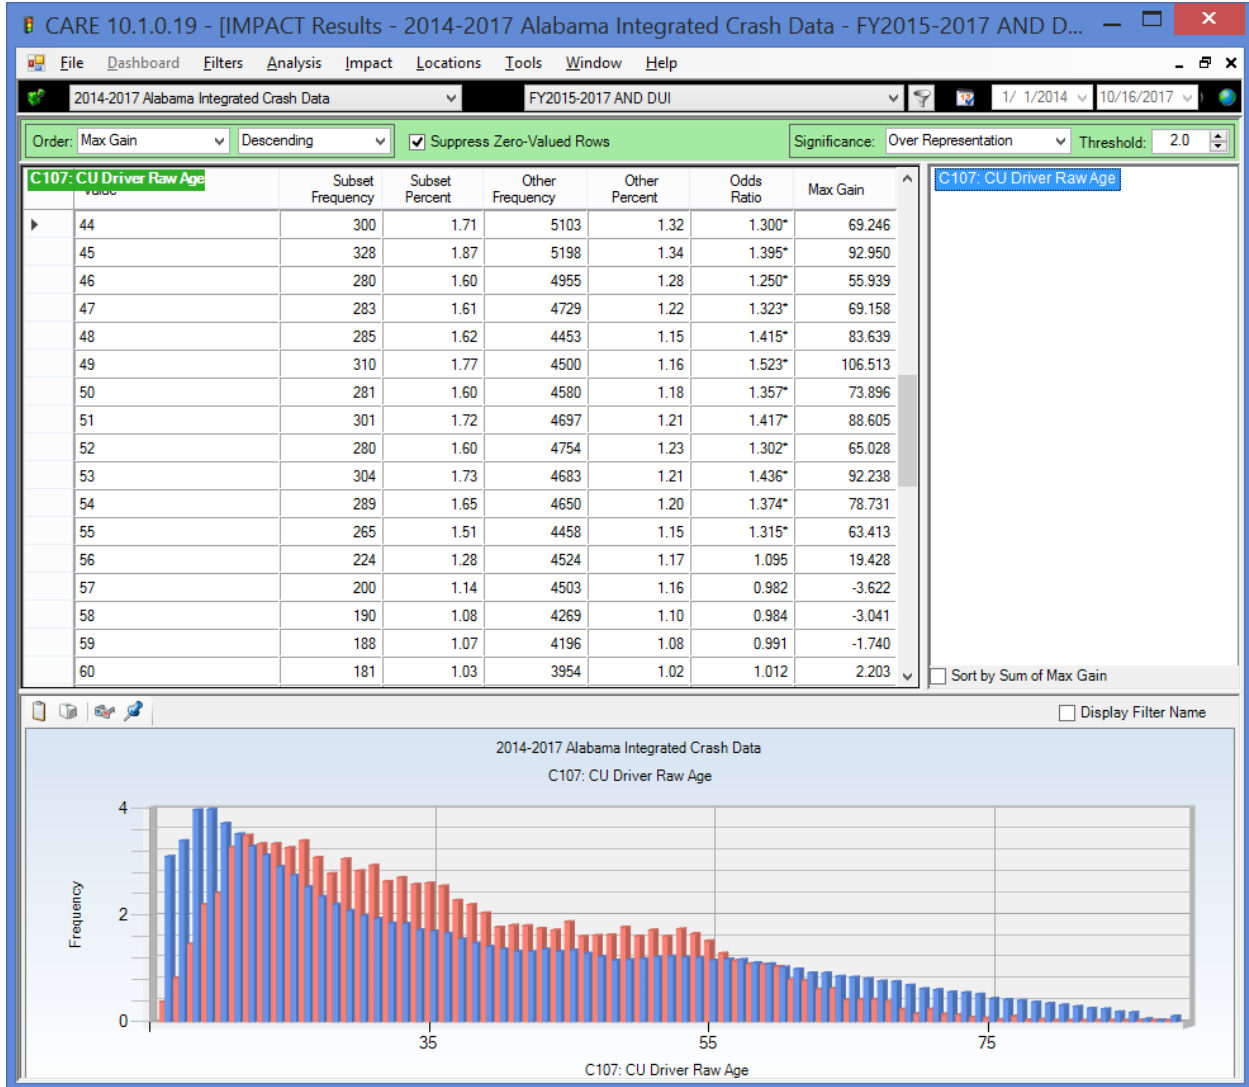 CARE 10.1.0.19 - [IMPACT Results - 2014-2017 Alabama Integrated Crash Data - FY2015-2017 AND D...
File Dashboard Filters Analysis Impact Locations Tools Window Help
2014-2017 Alabama Integrated Crash Data FY2015-2017 AND DUI 1/ 1/2014 10/16/2017
Order: Max Gain Descending Suppress Zero-Valued Rows Significance: Over Representation Threshold: 2.0
C107: CU Driver Raw Age Subset Frequency Subset Percent Other Frequency Other Percent Odds Ratio Max Gain C107: CU Driver Raw Age
44 300 1.71 5103 1.32 1.300* 69.246
45 328 1.87 5198 1.34 1.395* 92.950
46 280 1.60 4955 1.28 1.250* 55.939
47 283 1.61 4729 1.22 1.323* 69.158
48 285 1.62 4453 1.15 1.415* 83.639
49 310 1.77 4500 1.16 1.523* 106.513
50 281 1.60 4580 1.18 1.357* 73.896
51 301 1.72 4697 1.21 1.417* 88.605
52 280 1.60 4754 1.23 1.302* 65.028
53 304 1.73 4683 1.21 1.436* 92.238
54 289 1.65 4650 1.20 1.374* 78.731
55 265 1.51 4458 1.15 1.315* 63.413
56 224 1.28 4524 1.17 1.095 19.428
57 200 1.14 4503 1.16 0.982 -3.622
58 190 1.08 4269 1.10 0.984 -3.041
59 188 1.07 4196 1.08 0.991 -1.740
60 181 1.03 3954 1.02 1.012 2.203
Sort by Sum of Max Gain
Display Filter Name
2014-2017 Alabama Integrated Crash Data
C107: CU Driver Raw Age
4
2
0
Frequency
35 55 75
C107: CU Driver Raw Age